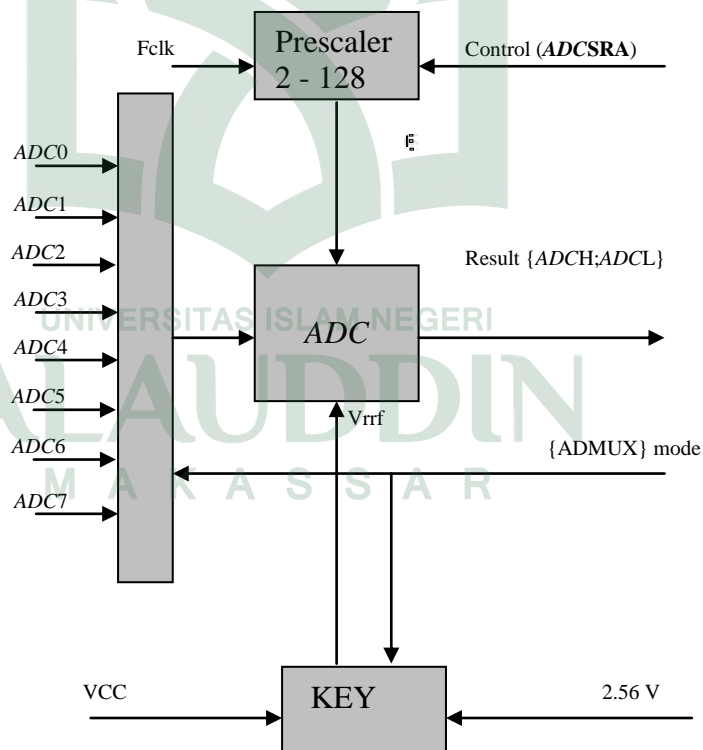 Prescaler
2 - 128
Fclk
Control (ADCSRA)
ADC0
ADC1
ADC2
ADC3
ADC4
ADC5
ADC6
ADC7
ADC
Result {ADCH;ADCL}
Vrrf
{ADMUX} mode
KEY
VCC
2.56 V
UNIVERSITAS ISLAM NEGERI
ALAUDDIN
MAKASSAR